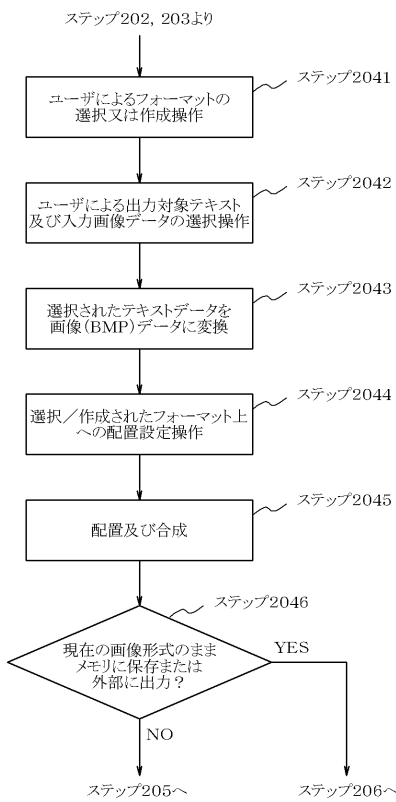 ステップ202, 203より
ステップ2041
ユーザによるフォーマットの
選択又は作成操作
ステップ2042
ユーザによる出力対象テキスト
及び入力画像データの選択操作
ステップ2043
選択されたテキストデータを
画像(BMP)データに変換
ステップ2044
選択／作成されたフォーマット上
への配置設定操作
ステップ2045
配置及び合成
ステップ2046
現在の画像形式のまま
メモリに保存または
外部に出力？
YES
NO
ステップ205へ
ステップ206へ